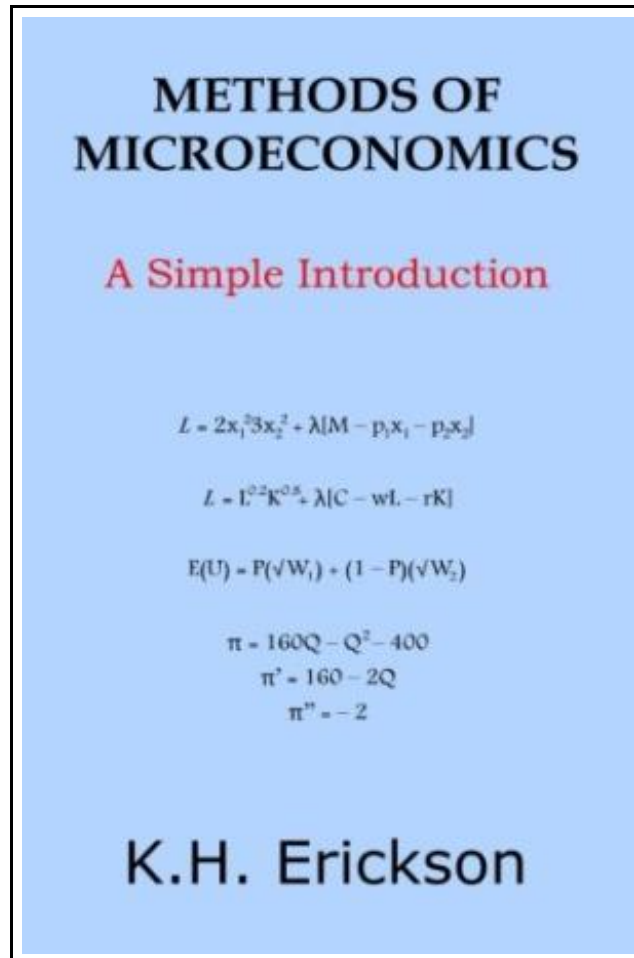 METHODS OF
MICROECONOMICS
A Simple Introduction
L = 2x₁²3x₂² + λ[M – p₁x₁ – p₂x₂]
L = L⁰·²K⁰·⁸+ λ[C – wL – rK]
E(U) = P(√W₁) + (1 – P)(√W₂)
π = 160Q – Q² – 400
π’ = 160 – 2Q
π” = – 2
K.H. Erickson